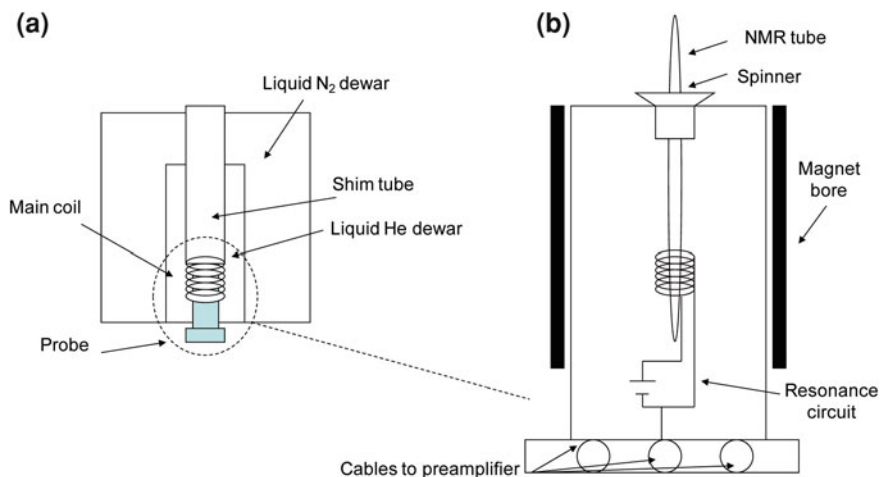 (a)
Liquid N₂ dewar
Shim tube
Main coil
Liquid He dewar
Probe
(b)
NMR tube
Spinner
Magnet
bore
Resonance
circuit
Cables to preamplifier